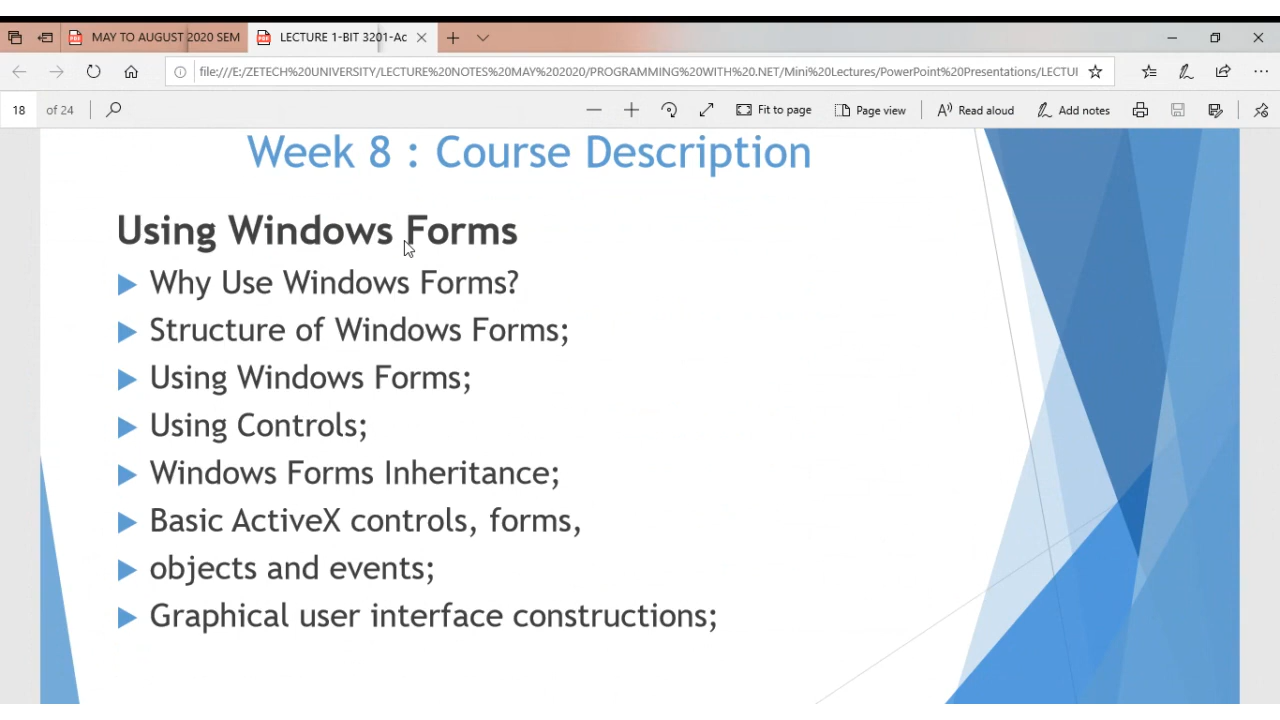 MAY TO AUGUST 2020 SEM
LECTURE 1-BIT 3201-Ac
file:///E:/ZETECH%20UNIVERSITY/LECTURE%20NOTES%20MAY%202020/PROGRAMMING%20WITH%20.NET/Mini%20Lectures/PowerPoint%20Presentations/LECTUI
18 of 24
Fit to page
Page view
Read aloud
Add notes
Week 8 : Course Description
Using Windows Forms
Why Use Windows Forms?
Structure of Windows Forms;
Using Windows Forms;
Using Controls;
Windows Forms Inheritance;
Basic ActiveX controls, forms,
objects and events;
Graphical user interface constructions;